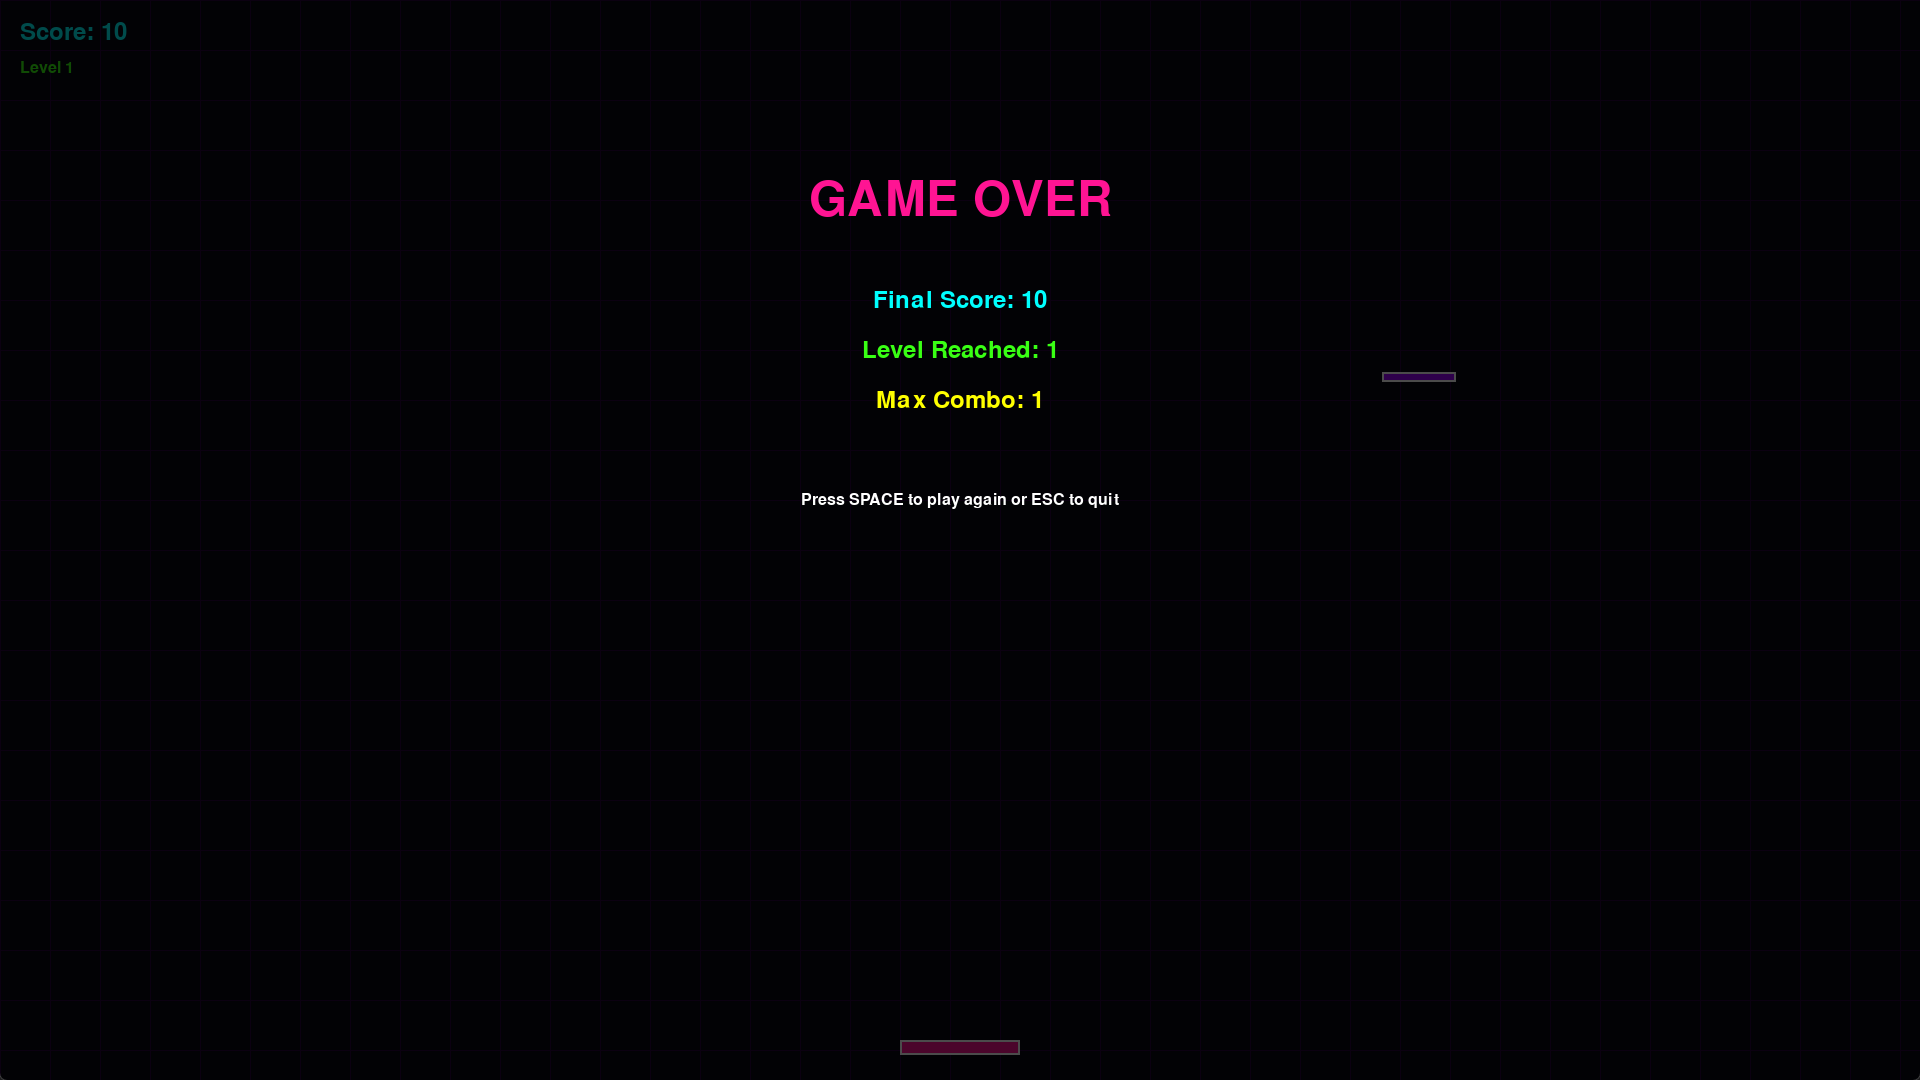 Score: 10
Level 1
GAME OVER
Final Score: 10
Level Reached: 1
Max Combo: 1
Press SPACE to play again or ESC to quit